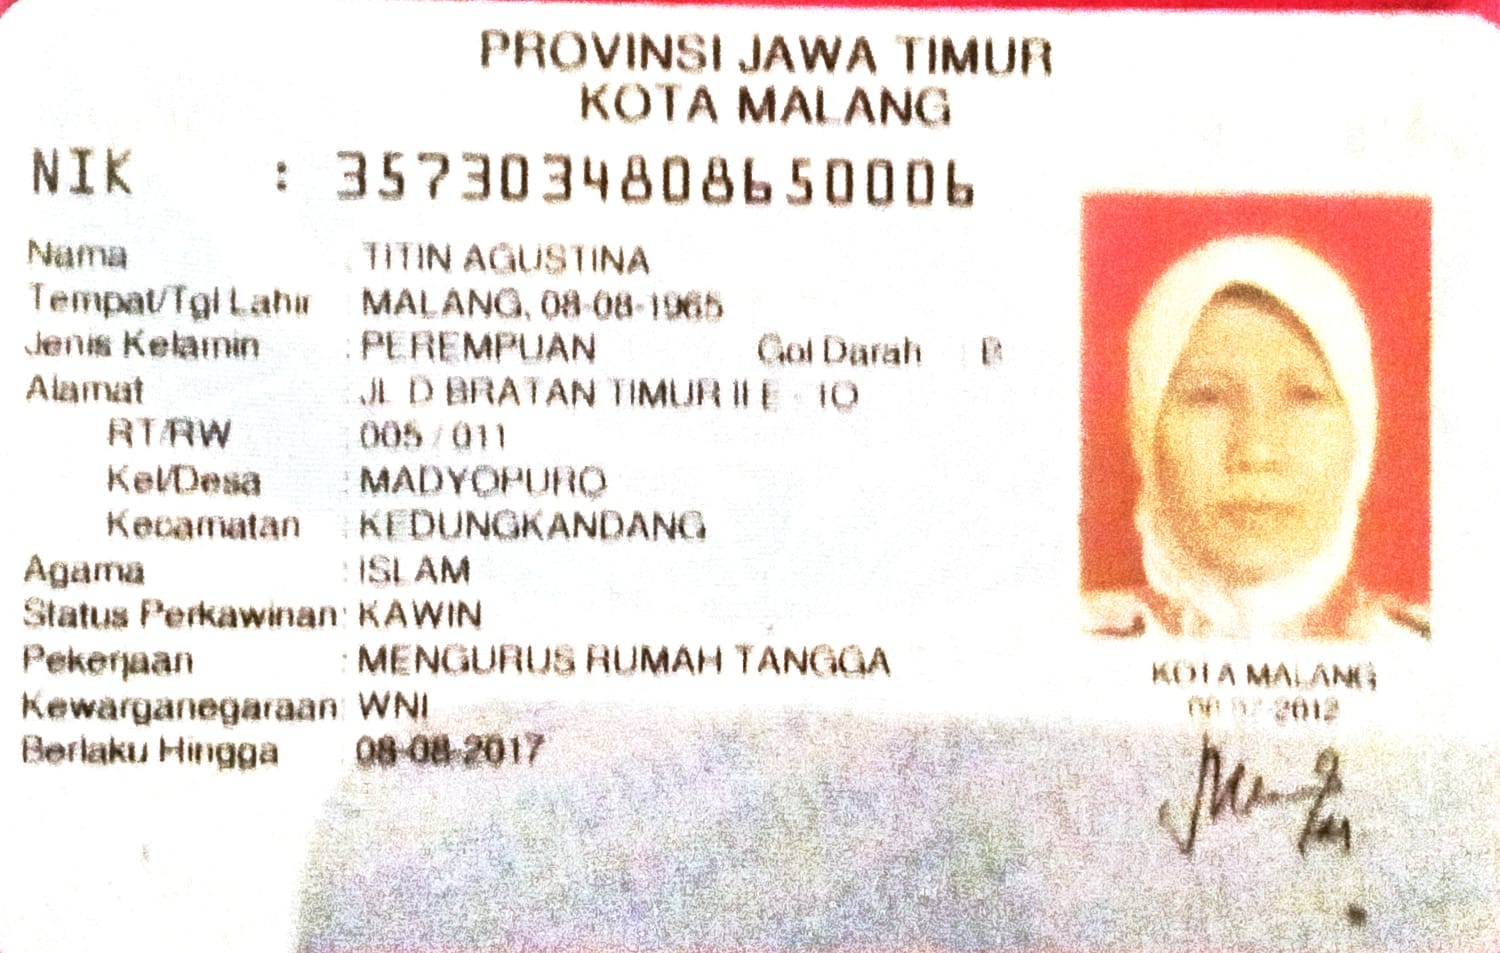 PROVINSI JAWA TIMUR
KOTA MALANG
NIK : 3573034808650006
Nama : TITIN AGUSTINA
Tempat/Tgl Lahir : MALANG, 08-08-1965
Jenis Kelamin : PEREMPUAN Gol Darah : B
Alamat : JL D BRATAN TIMUR II E - 10
RT/RW : 005 / 011
Kel/Desa : MADYOPURO
Kecamatan : KEDUNGKANDANG
Agama : ISLAM
Status Perkawinan : KAWIN
Pekerjaan : MENGURUS RUMAH TANGGA
Kewarganegaraan : WNI
Berlaku Hingga : 08-08-2017
KOTA MALANG